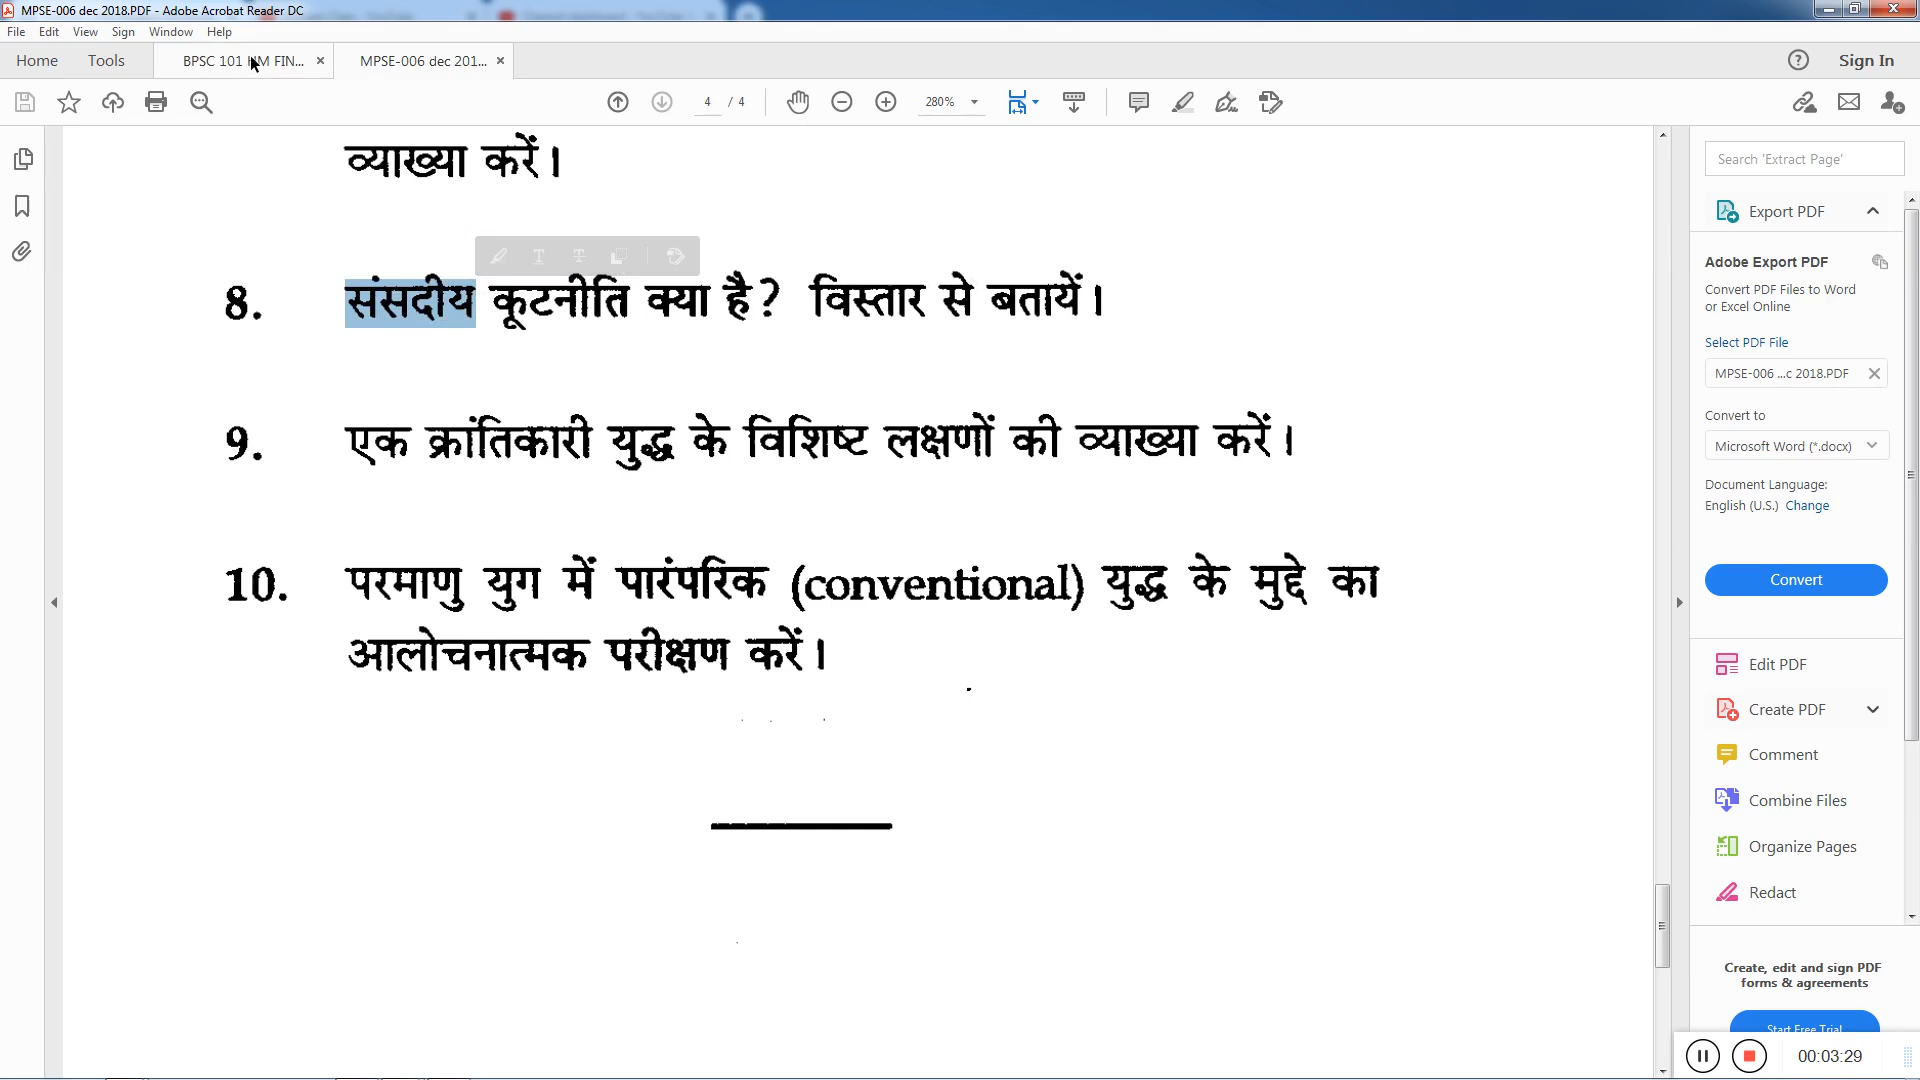 MPSE-006 dec 2018.PDF - Adobe Acrobat Reader DC
File Edit View Sign Window Help
Home Tools BPSC 101 HM FIN... × MPSE-006 dec 201... × Sign In
4 / 4 280%
व्याख्या करें।
Search 'Extract Page'
Export PDF
Adobe Export PDF
Convert PDF Files to Word
or Excel Online
Select PDF File
MPSE-006 ...c 2018.PDF
Convert to
Microsoft Word (*.docx)
Document Language:
English (U.S.) Change
Convert
8. संसदीय कूटनीति क्या है? विस्तार से बतायें।
9. एक क्रांतिकारी युद्ध के विशिष्ट लक्षणों की व्याख्या करें।
10. परमाणु युग में पारंपरिक (conventional) युद्ध के मुद्दे का
आलोचनात्मक परीक्षण करें।
Edit PDF
Create PDF
Comment
Combine Files
Organize Pages
Redact
Create, edit and sign PDF
forms & agreements
Start Free Trial
00:03:29